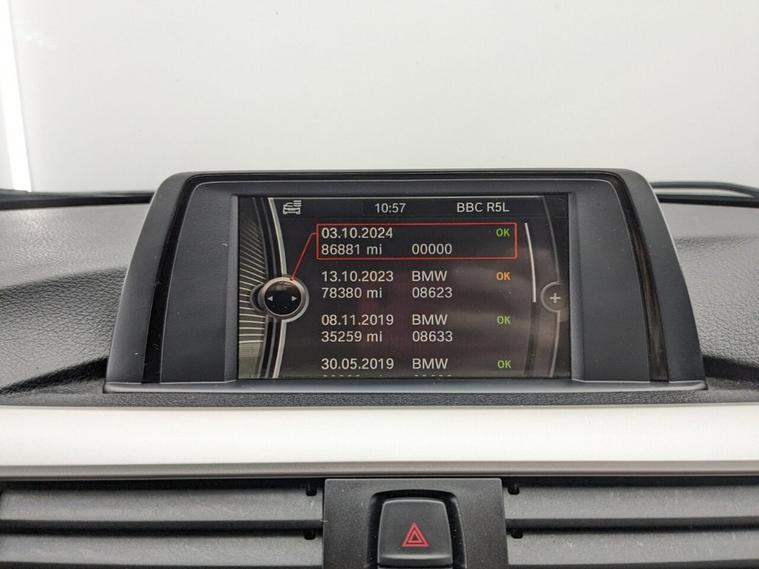 10:57 BBC R5L
03.10.2024 OK
86881 mi 00000
13.10.2023 BMW OK
78380 mi 08623
08.11.2019 BMW OK
35259 mi 08633
30.05.2019 BMW OK